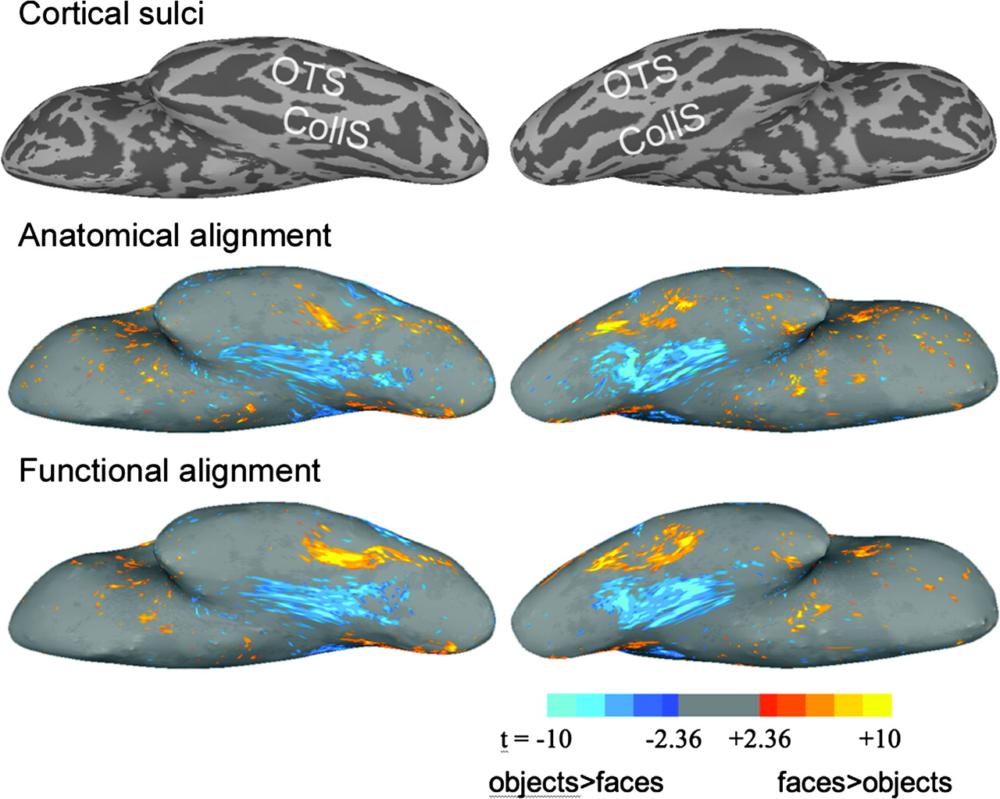 Cortical sulci
OTS
CollS
OTS
CollS
Anatomical alignment
Functional alignment
t = -10 -2.36 +2.36 +10
objects>faces faces>objects